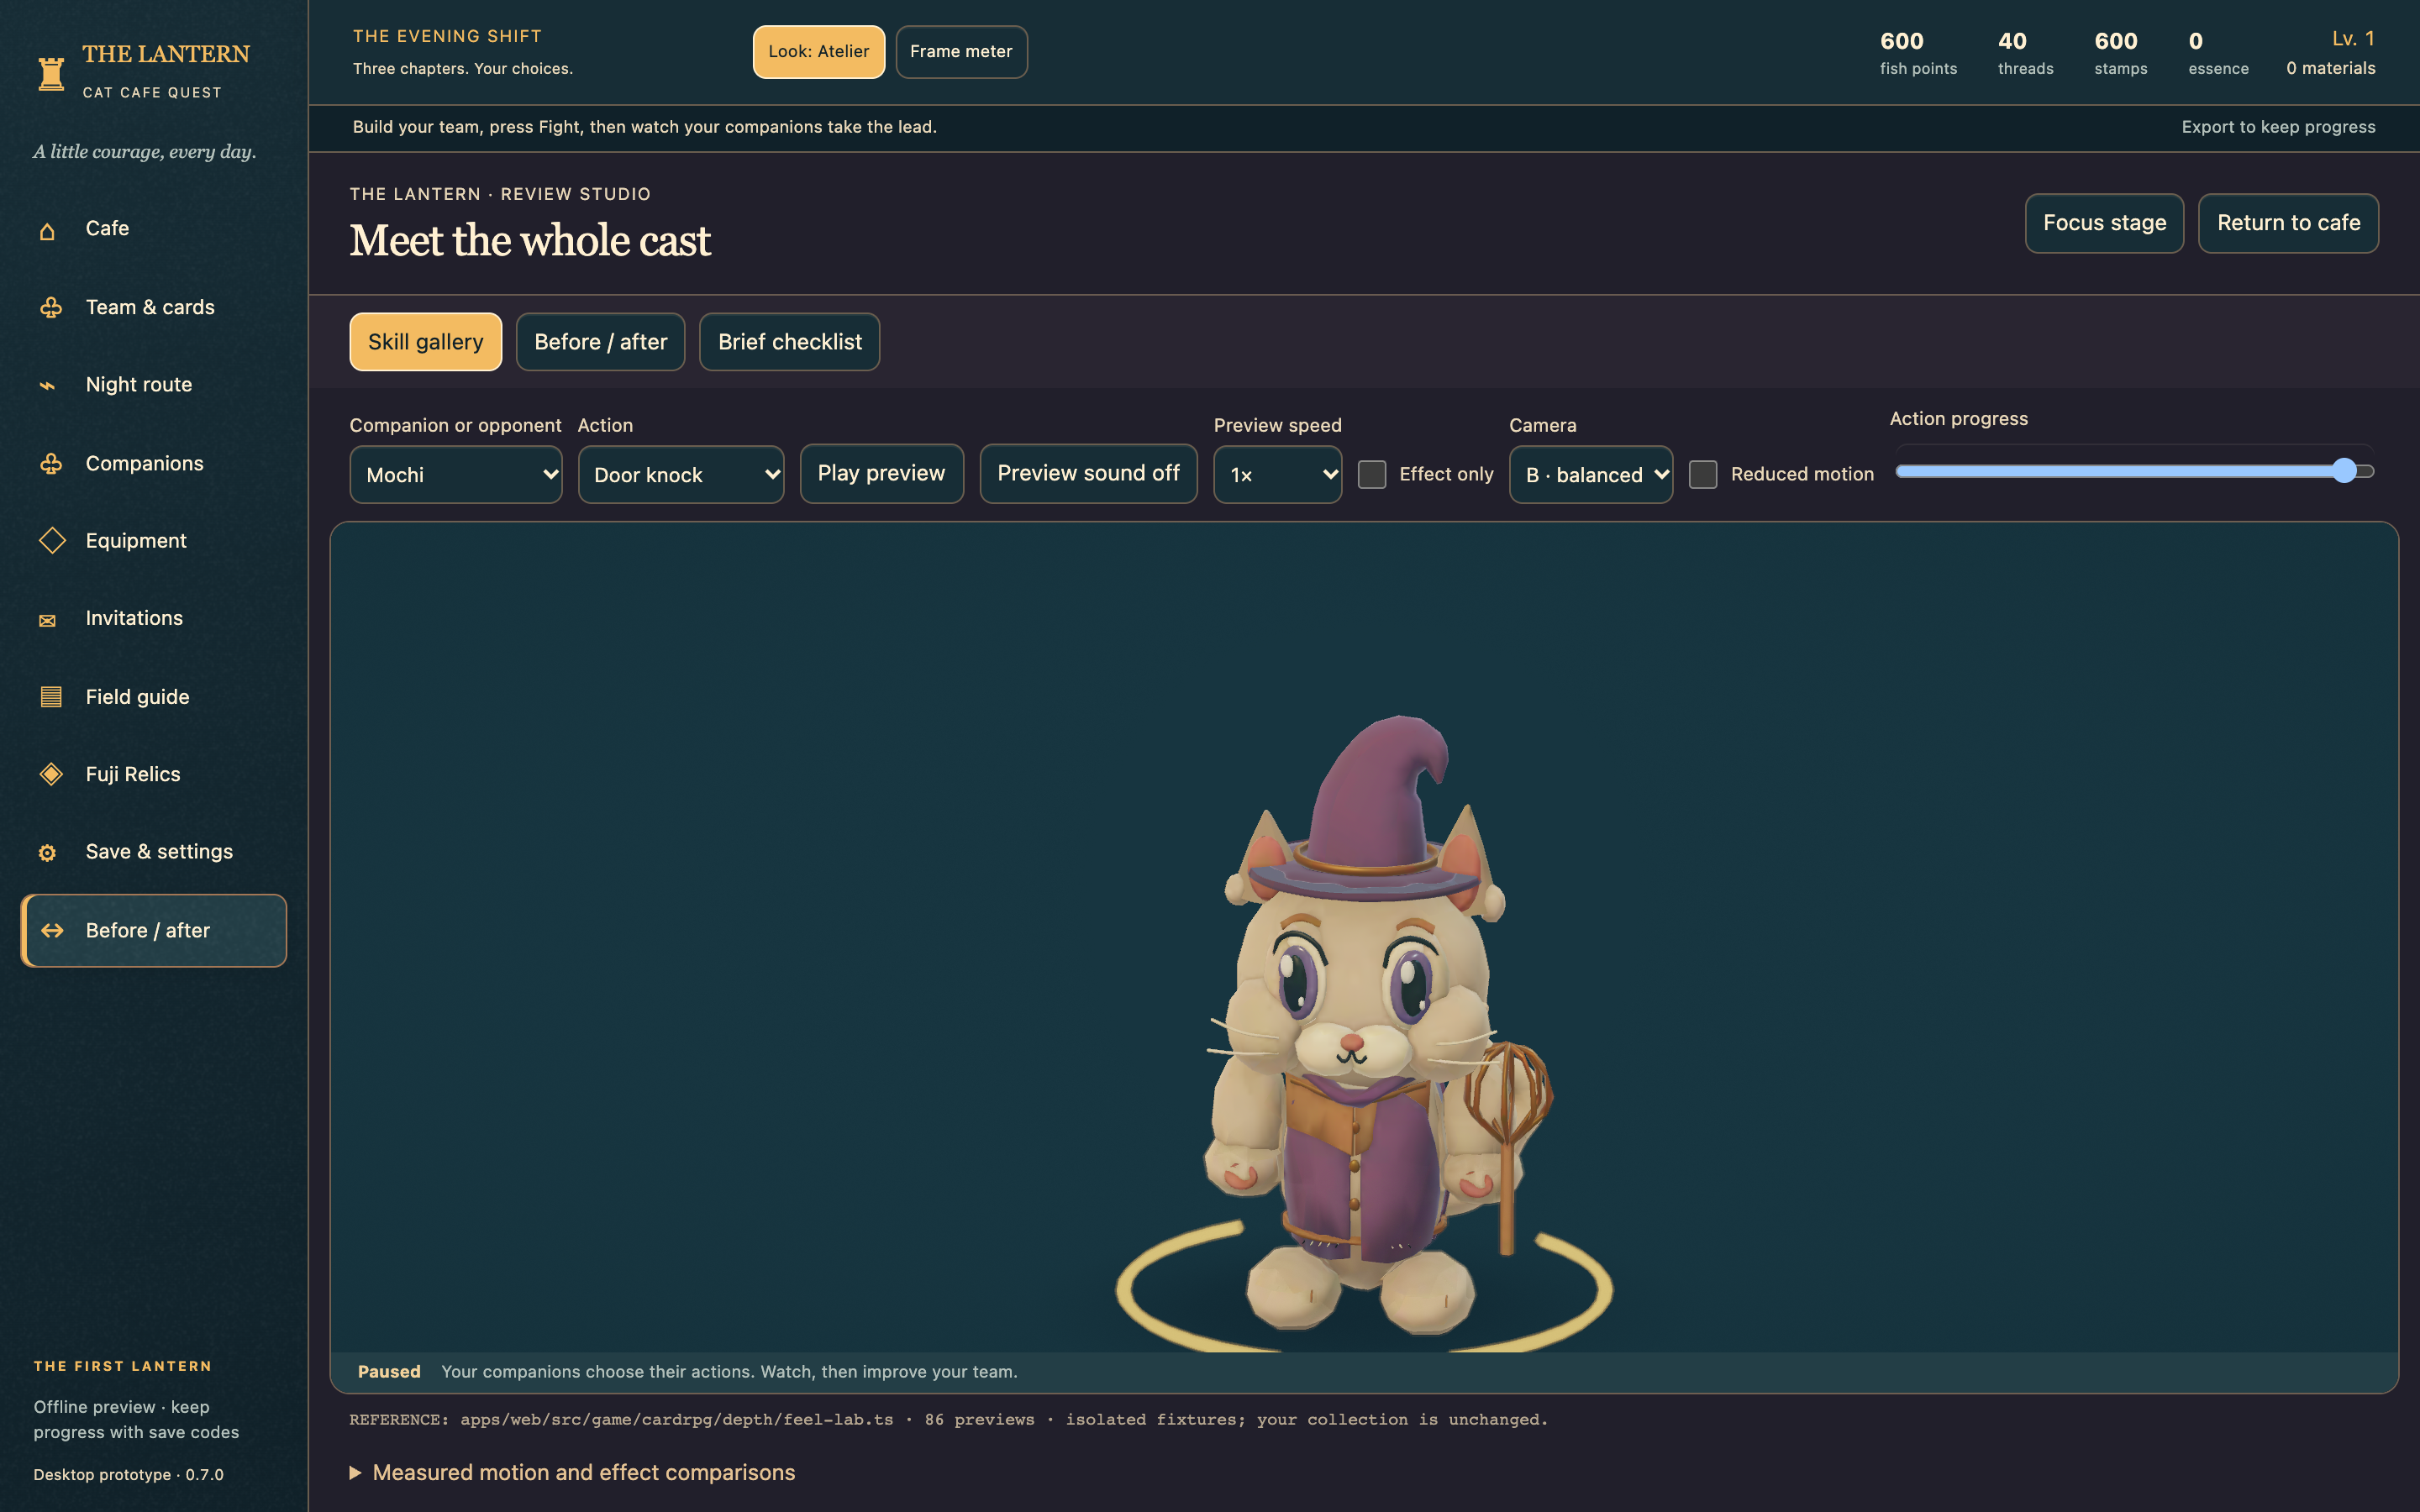 THE LANTERN
CAT CAFE QUEST
A little courage, every day.
Cafe
Team & cards
Night route
Companions
Equipment
Invitations
Field guide
Fuji Relics
Save & settings
Before / after
THE FIRST LANTERN
Offline preview · keep
progress with save codes
Desktop prototype · 0.7.0
THE EVENING SHIFT
Three chapters. Your choices.
Look: Atelier
Frame meter
600 fish points
40 threads
600 stamps
0 essence
Lv. 1
0 materials
Build your team, press Fight, then watch your companions take the lead.
Export to keep progress
THE LANTERN · REVIEW STUDIO
Meet the whole cast
Focus stage
Return to cafe
Skill gallery
Before / after
Brief checklist
Companion or opponent
Mochi
Action
Door knock
Play preview
Preview sound off
Preview speed
1×
Effect only
Camera
B · balanced
Reduced motion
Action progress
Paused Your companions choose their actions. Watch, then improve your team.
REFERENCE: apps/web/src/game/cardrpg/depth/feel-lab.ts · 86 previews · isolated fixtures; your collection is unchanged.
Measured motion and effect comparisons